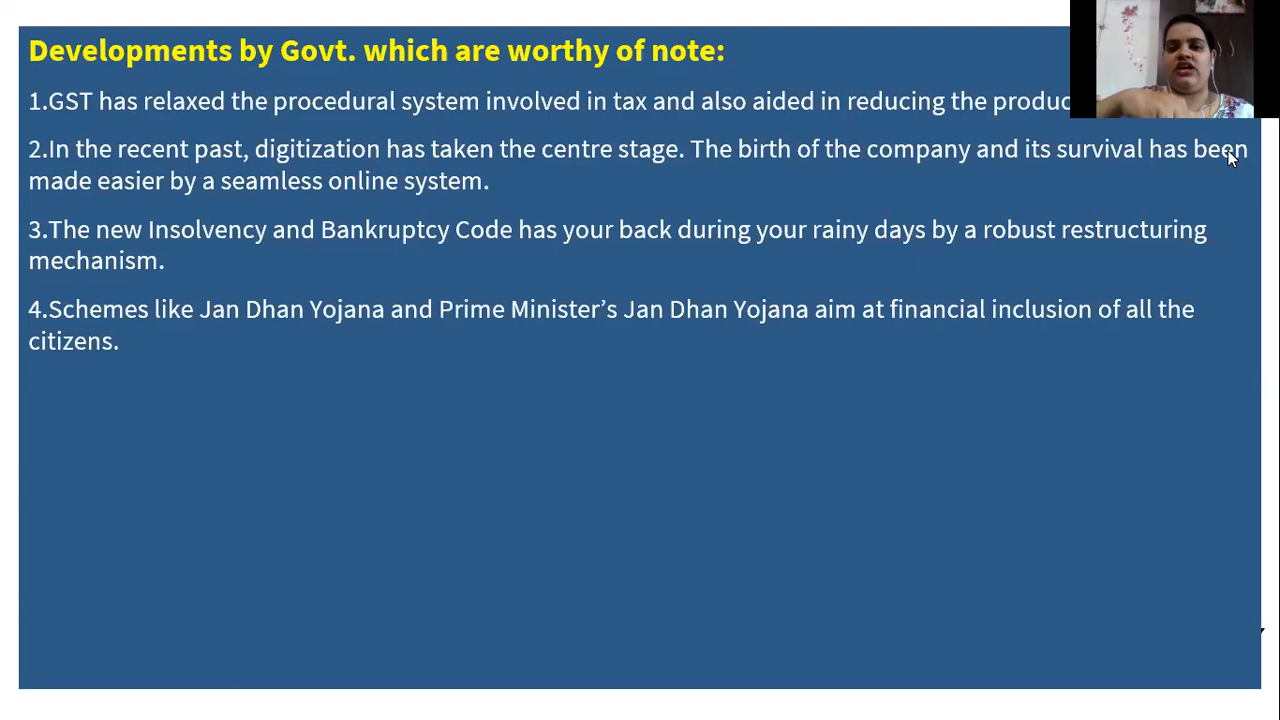 Developments by Govt. which are worthy of note:
1.GST has relaxed the procedural system involved in tax and also aided in reducing the
2.In the recent past, digitization has taken the centre stage. The birth of the company and its survival has been
made easier by a seamless online system.
3.The new Insolvency and Bankruptcy Code has your back during your rainy days by a robust restructuring
mechanism.
4.Schemes like Jan Dhan Yojana and Prime Minister’s Jan Dhan Yojana aim at financial inclusion of all the
citizens.